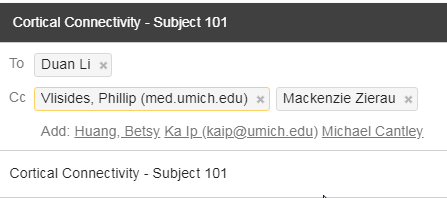 Cortical Connectivity - Subject 101
To Duan Li ×
Cc Vlisides, Phillip (med.umich.edu) × Mackenzie Zierau ×
Add: Huang, Betsy Ka Ip (kaip@umich.edu) Michael Cantley
Cortical Connectivity - Subject 101